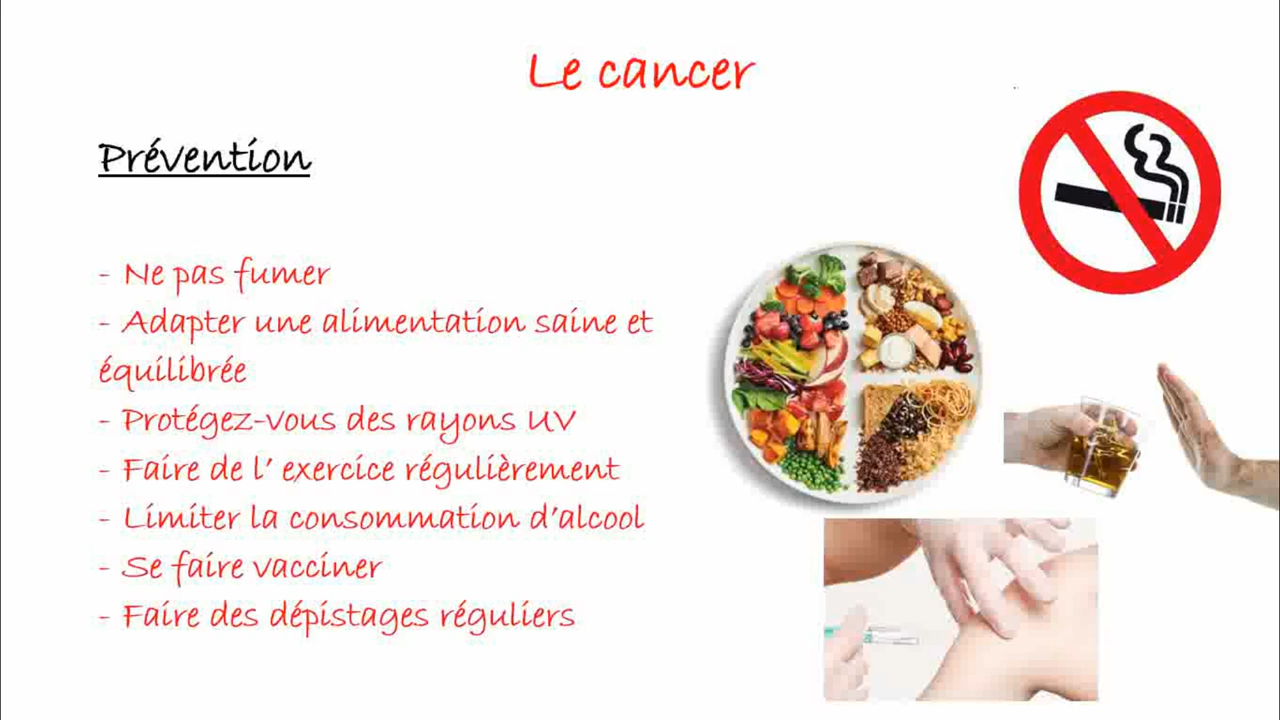 Le cancer
Prévention
- Ne pas fumer
- Adapter une alimentation saine et
équilibrée
- Protégez-vous des rayons UV
- Faire de l' exercice régulièrement
- Limiter la consommation d'alcool
- Se faire vacciner
- Faire des dépistages réguliers